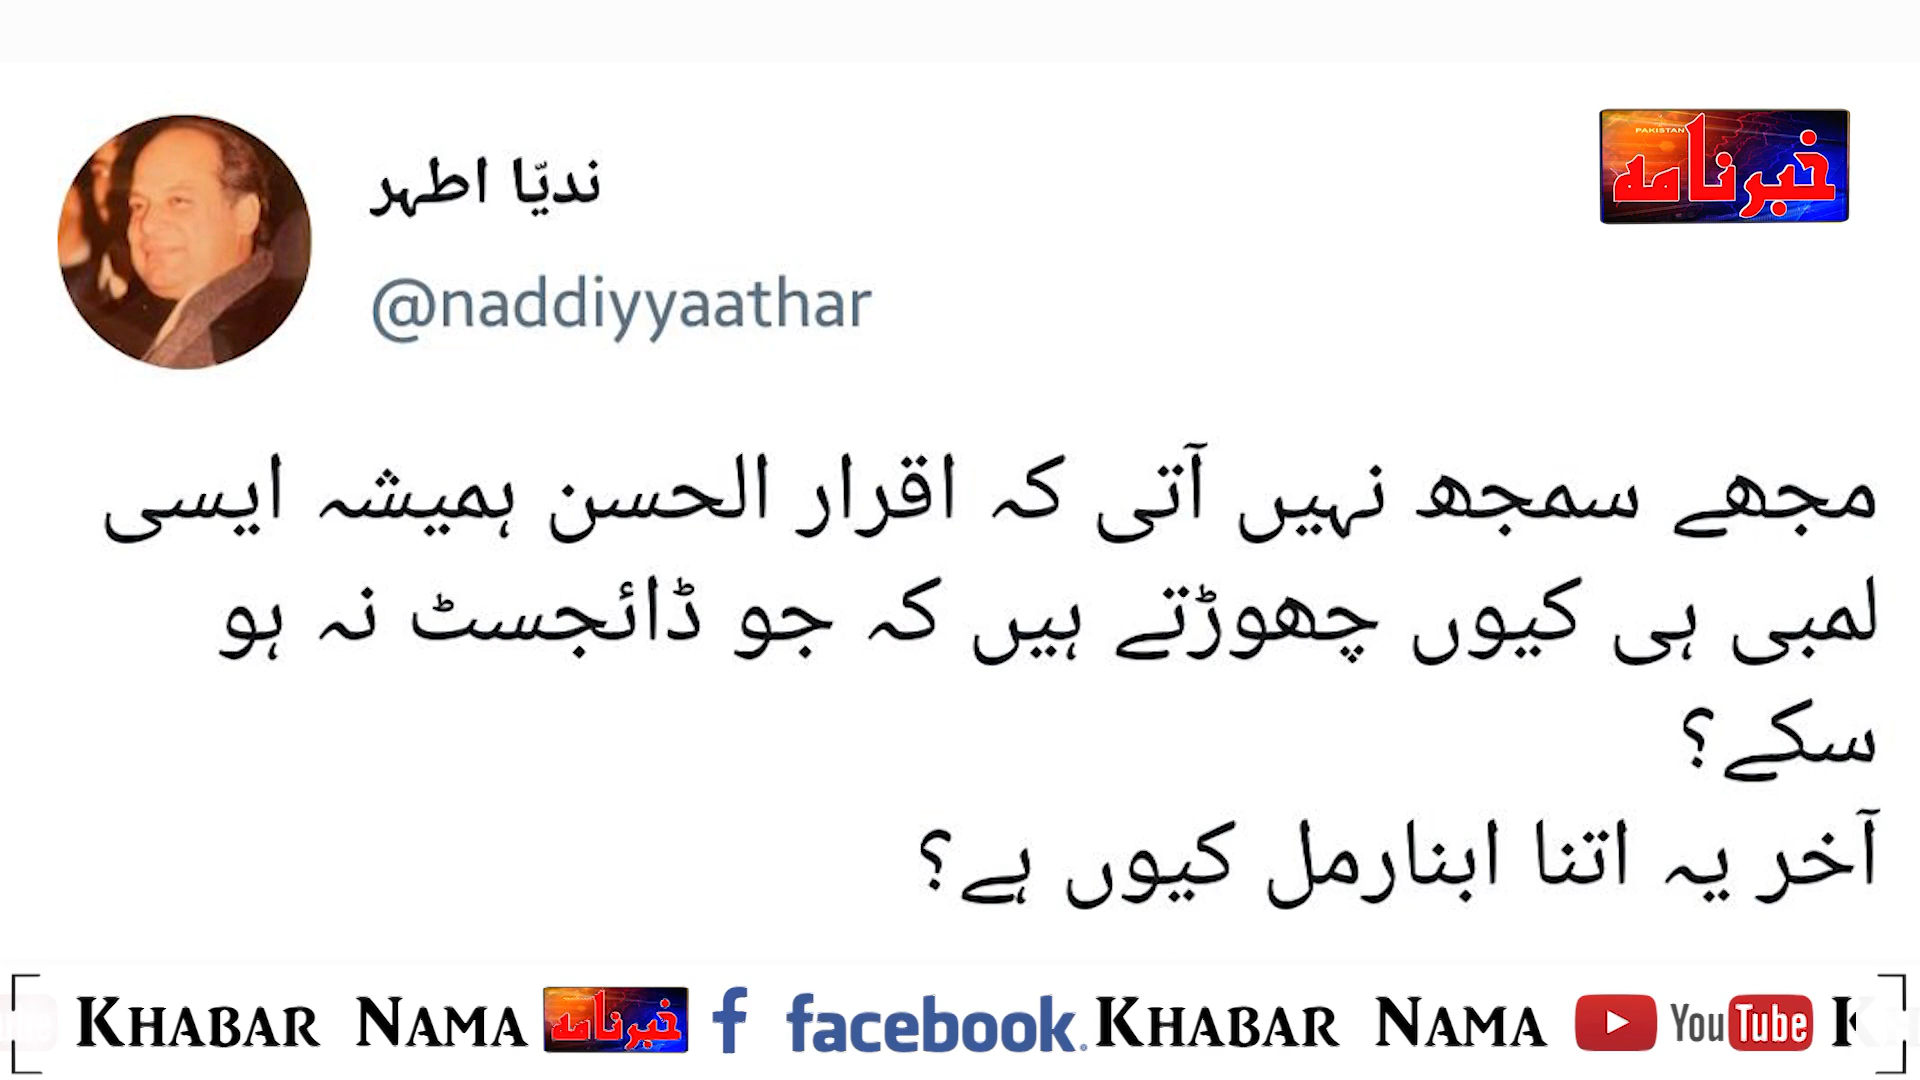 ندیّا اطہر
PAKISTAN
خبرنامہ
@naddiyyaathar
مجھے سمجھ نہیں آتی کہ اقرار الحسن ہمیشہ ایسی
لمبی ہی کیوں چھوڑتے ہیں کہ جو ڈائجسٹ نہ ہو
سکے؟
آخر یہ اتنا ابنارمل کیوں ہے؟
KHABAR NAMA خبرنامہ f facebook. KHABAR NAMA YouTube K